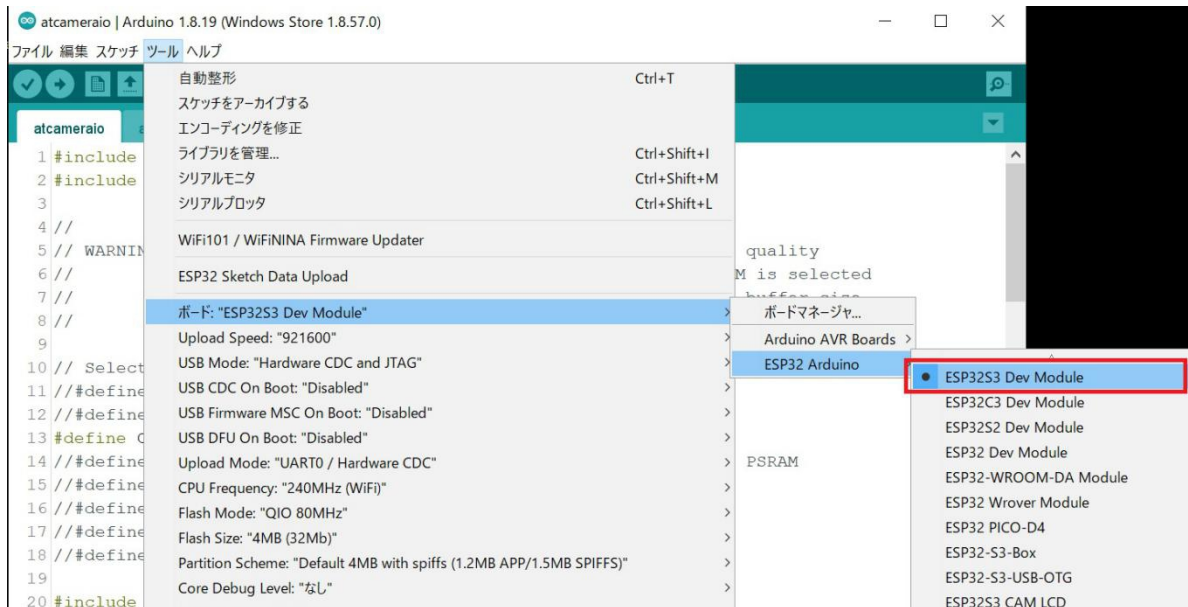 atcameraio | Arduino 1.8.19 (Windows Store 1.8.57.0)
ファイル 編集 スケッチ ツール ヘルプ
自動整形 Ctrl+T
スケッチをアーカイブする
エンコーディングを修正
ライブラリを管理... Ctrl+Shift+I
シリアルモニタ Ctrl+Shift+M
シリアルプロッタ Ctrl+Shift+L
WiFi101 / WiFiNINA Firmware Updater
ESP32 Sketch Data Upload
ボード: "ESP32S3 Dev Module"
Upload Speed: "921600"
USB Mode: "Hardware CDC and JTAG"
USB CDC On Boot: "Disabled"
USB Firmware MSC On Boot: "Disabled"
USB DFU On Boot: "Disabled"
Upload Mode: "UART0 / Hardware CDC"
CPU Frequency: "240MHz (WiFi)"
Flash Mode: "QIO 80MHz"
Flash Size: "4MB (32Mb)"
Partition Scheme: "Default 4MB with spiffs (1.2MB APP/1.5MB SPIFFS)"
Core Debug Level: "なし"
ボードマネージャ...
Arduino AVR Boards
ESP32 Arduino
ESP32S3 Dev Module
ESP32C3 Dev Module
ESP32S2 Dev Module
ESP32 Dev Module
ESP32-WROOM-DA Module
ESP32 Wrover Module
ESP32 PICO-D4
ESP32-S3-Box
ESP32-S3-USB-OTG
ESP32S3 CAM LCD
atcameraio
1 #include
2 #include
3
4 //
5 // WARNIN quality
6 // M is selected
7 // buffer size
8 //
9
10 // Select
11 //#define
12 //#define
13 #define C
14 //#define PSRAM
15 //#define
16 //#define
17 //#define
18 //#define
19
20 #include